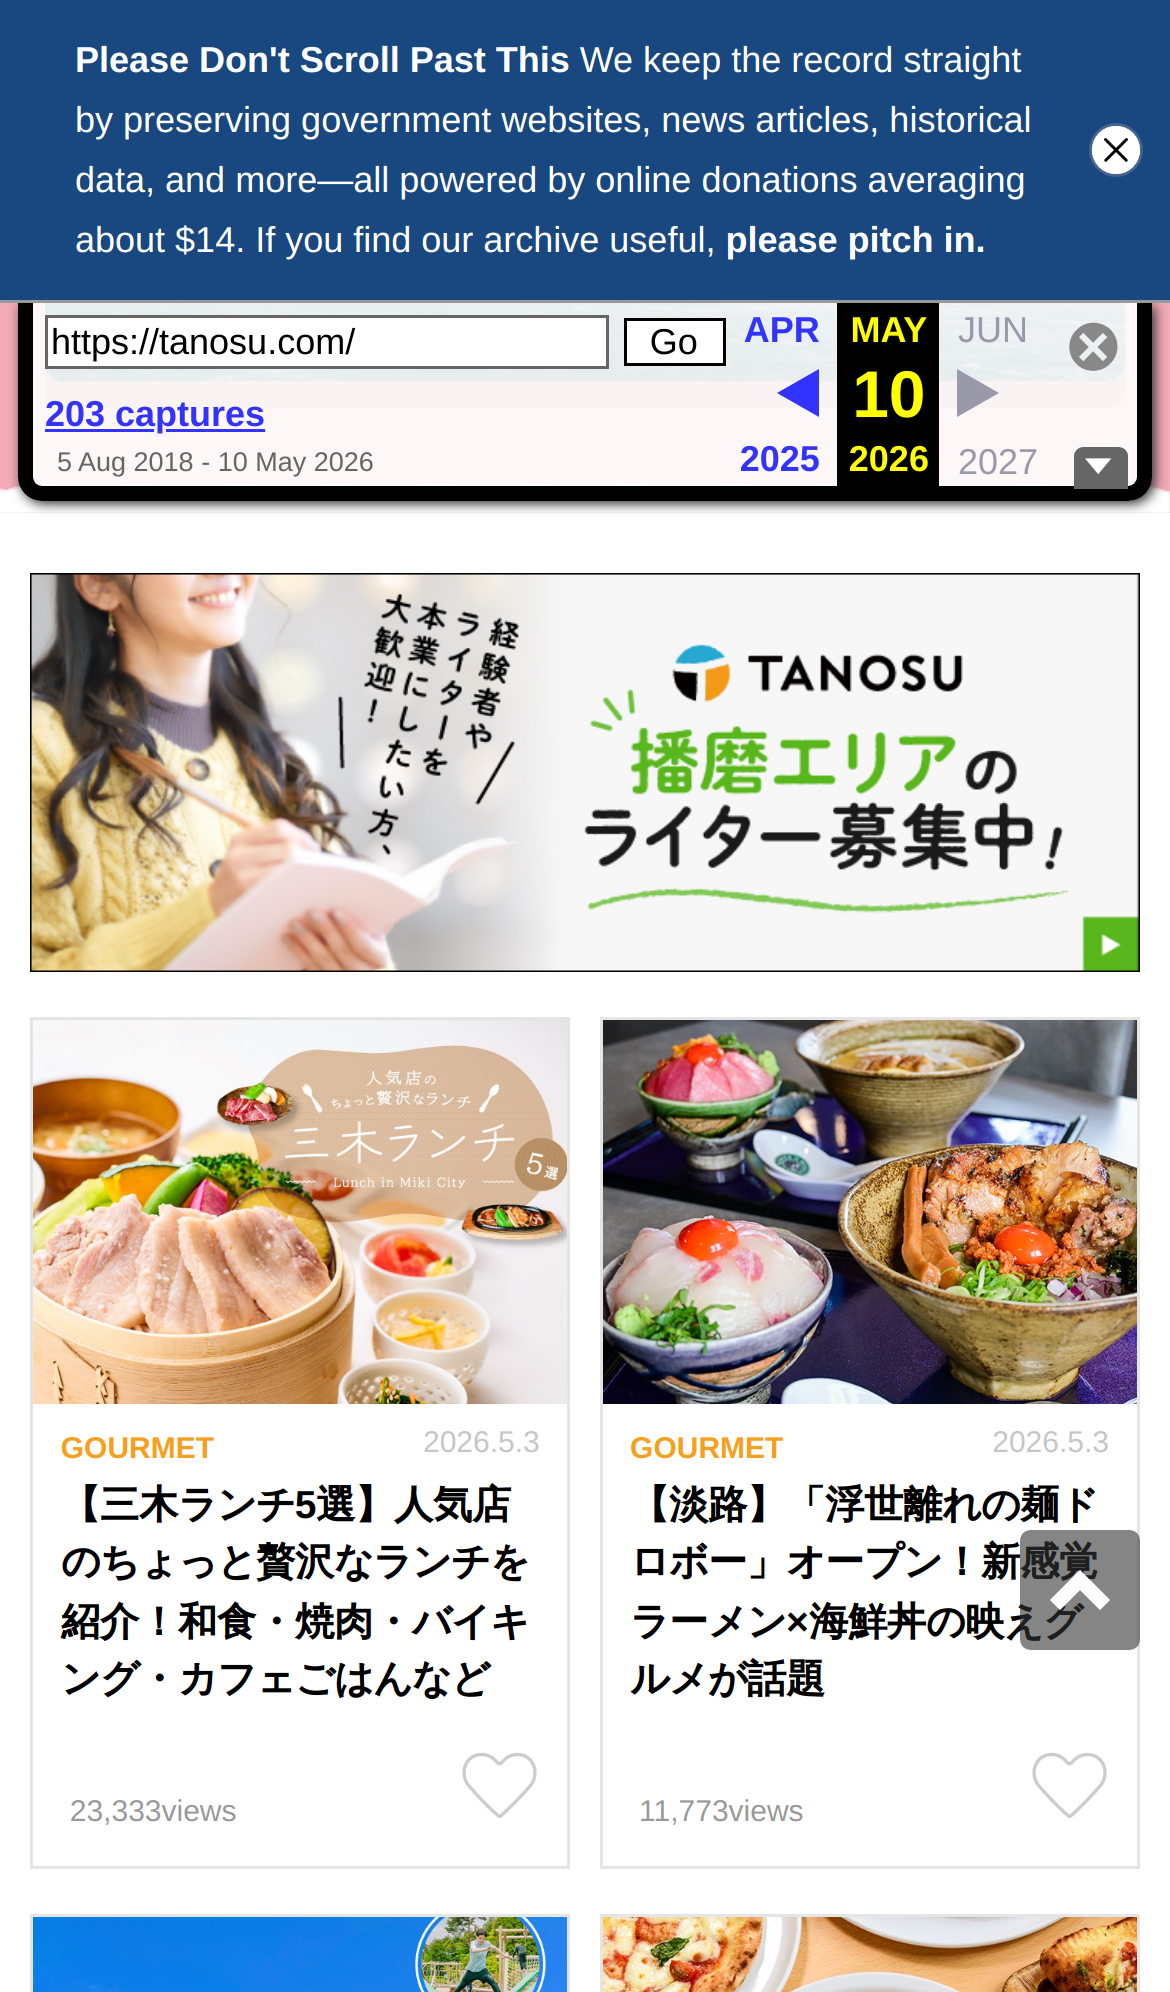 Please Don't Scroll Past This We keep the record straight
by preserving government websites, news articles, historical
data, and more—all powered by online donations averaging
about $14. If you find our archive useful, please pitch in.
https://tanosu.com/
Go
APR
MAY
JUN
203 captures
10
5 Aug 2018 - 10 May 2026
2025
2026
2027
経験者や
ライターを
本業にしたい方、
大歓迎！
TANOSU
播磨エリアの
ライター募集中!
人気店の
ちょっと贅沢なランチ
三木ランチ
5選
Lunch in Miki City
GOURMET
2026.5.3
【三木ランチ5選】人気店
のちょっと贅沢なランチを
紹介！和食・焼肉・バイキ
ング・カフェごはんなど
23,333views
GOURMET
2026.5.3
【淡路】「浮世離れの麺ド
ロボー」オープン！新感覚
ラーメン×海鮮丼の映えグ
ルメが話題
11,773views